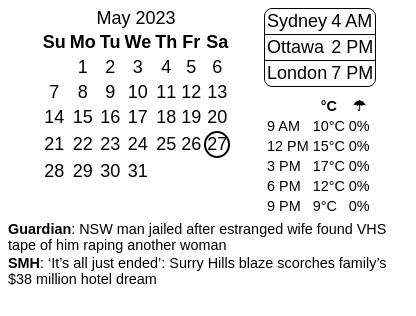 May 2023
Su Mo Tu We Th Fr Sa
1 2 3 4 5 6
7 8 9 10 11 12 13
14 15 16 17 18 19 20
21 22 23 24 25 26 27
28 29 30 31
Sydney 4 AM
Ottawa 2 PM
London 7 PM
°C ☂
9 AM 10°C 0%
12 PM 15°C 0%
3 PM 17°C 0%
6 PM 12°C 0%
9 PM 9°C 0%
Guardian: NSW man jailed after estranged wife found VHS
tape of him raping another woman
SMH: ‘It’s all just ended’: Surry Hills blaze scorches family’s
$38 million hotel dream